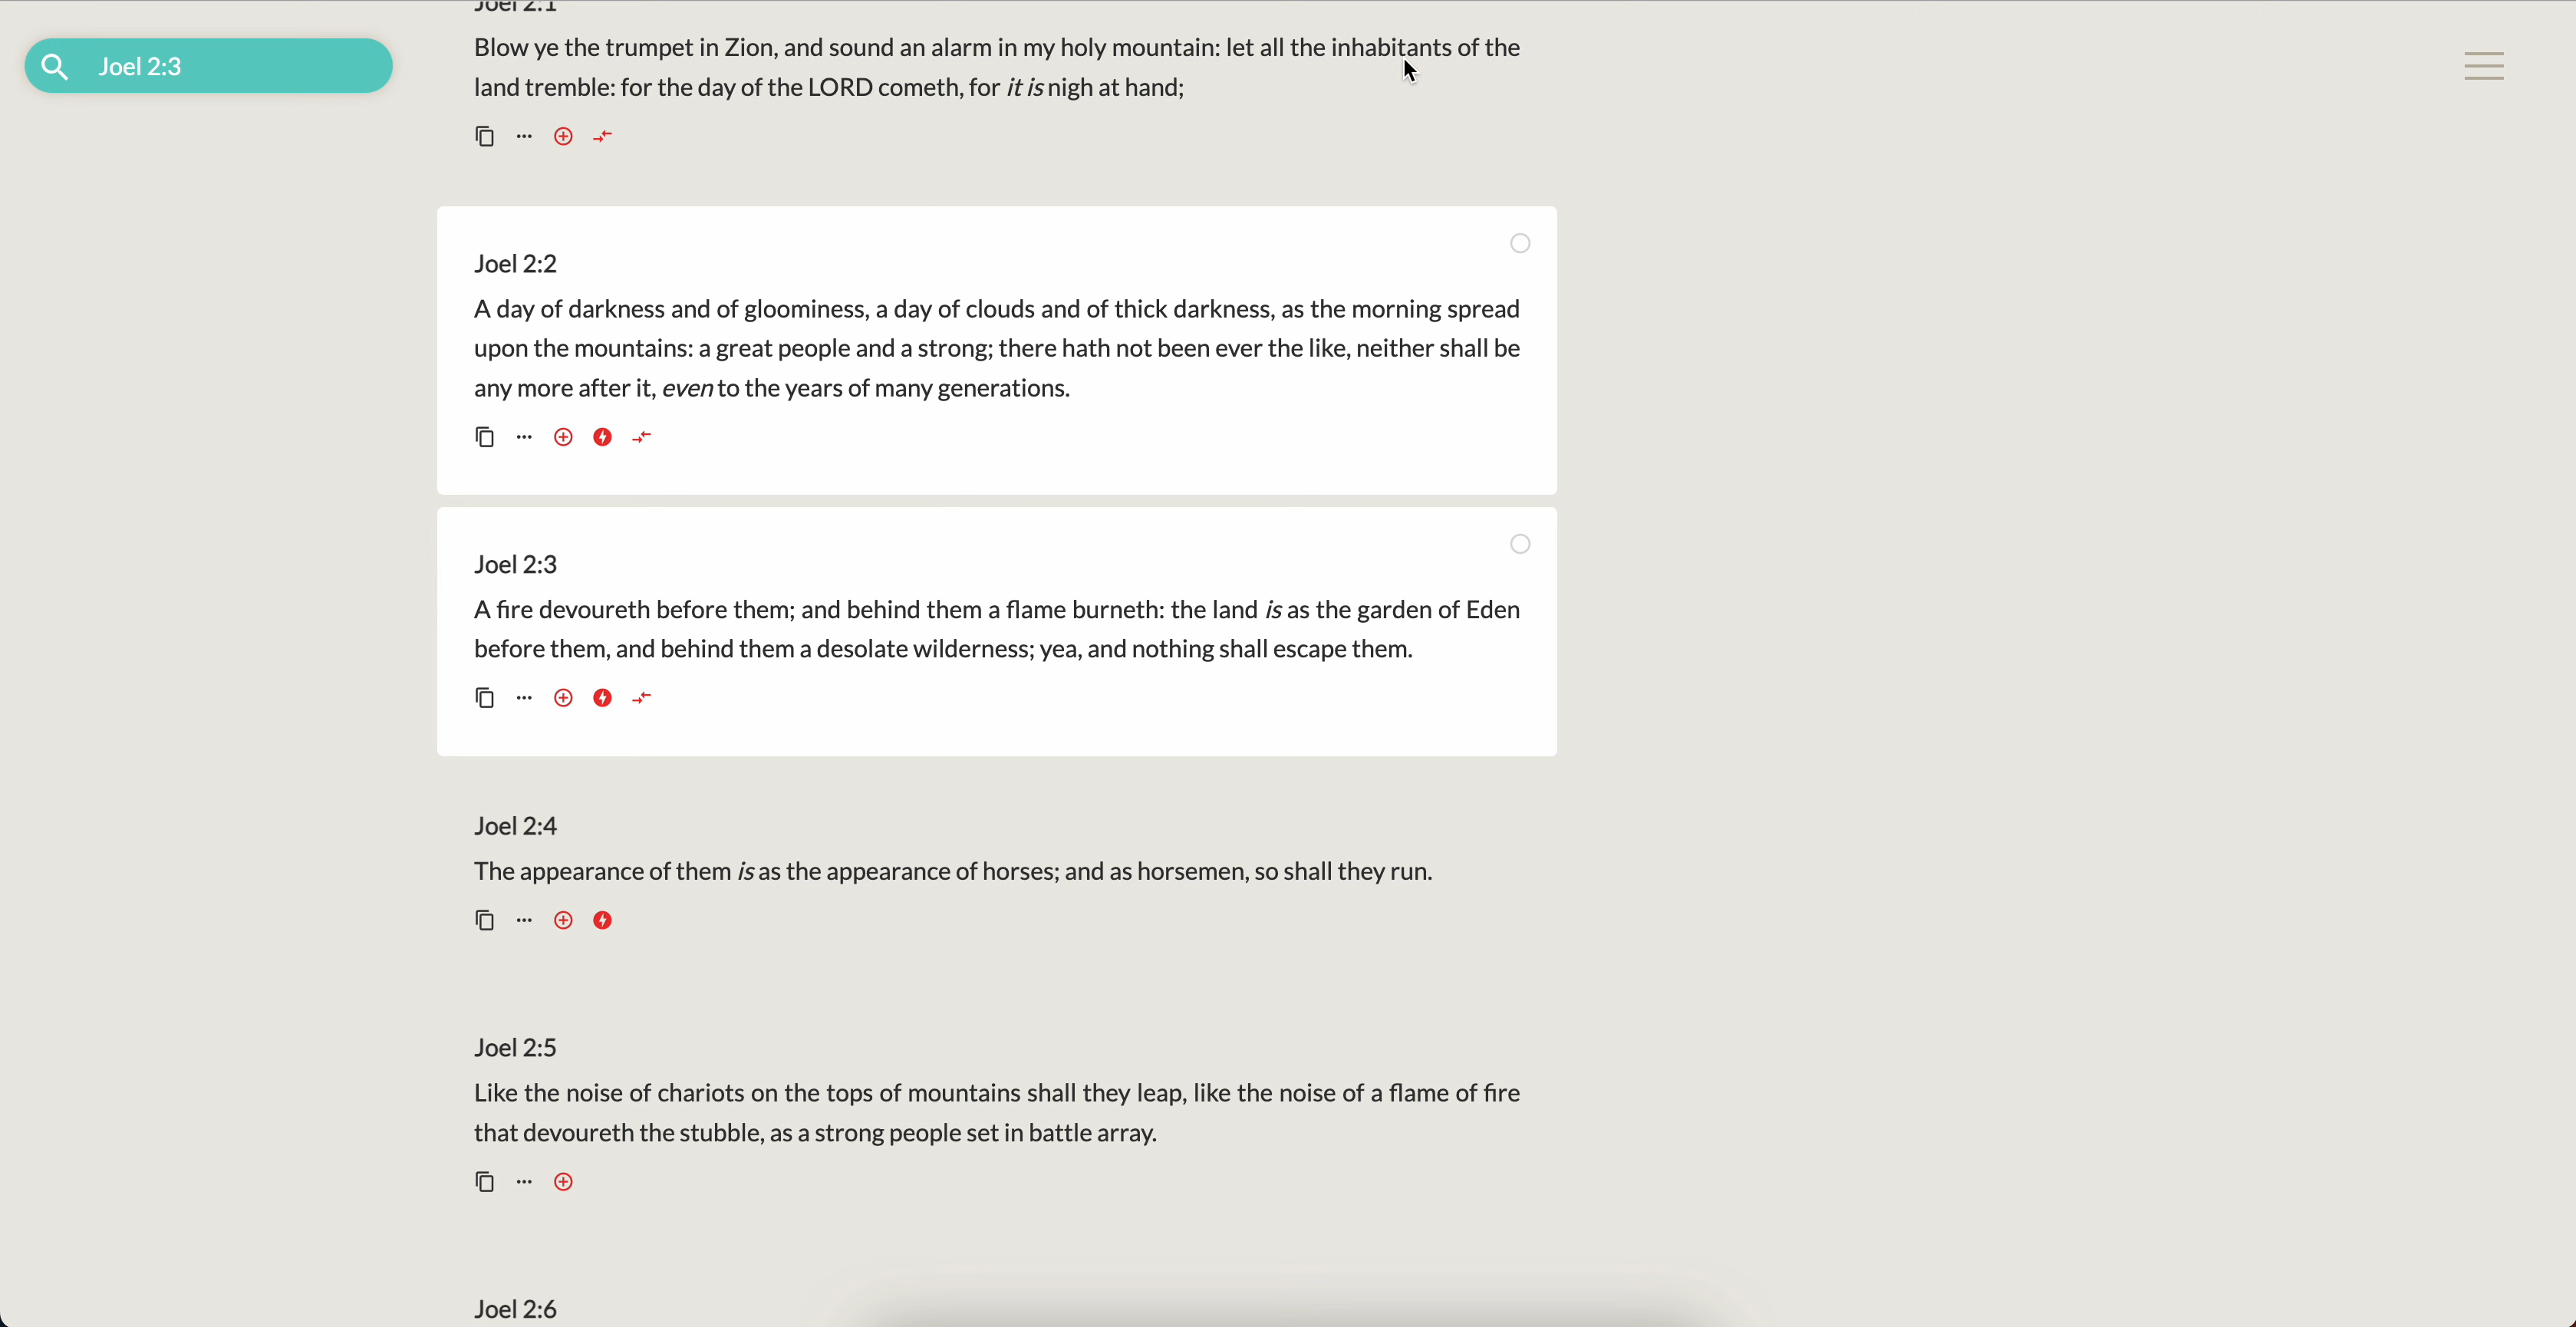 Joel 2:1
Joel 2:3
Blow ye the trumpet in Zion, and sound an alarm in my holy mountain: let all the inhabitants of the
land tremble: for the day of the LORD cometh, for it is nigh at hand;
Joel 2:2
A day of darkness and of gloominess, a day of clouds and of thick darkness, as the morning spread
upon the mountains: a great people and a strong; there hath not been ever the like, neither shall be
any more after it, even to the years of many generations.
Joel 2:3
A fire devoureth before them; and behind them a flame burneth: the land is as the garden of Eden
before them, and behind them a desolate wilderness; yea, and nothing shall escape them.
Joel 2:4
The appearance of them is as the appearance of horses; and as horsemen, so shall they run.
Joel 2:5
Like the noise of chariots on the tops of mountains shall they leap, like the noise of a flame of fire
that devoureth the stubble, as a strong people set in battle array.
Joel 2:6